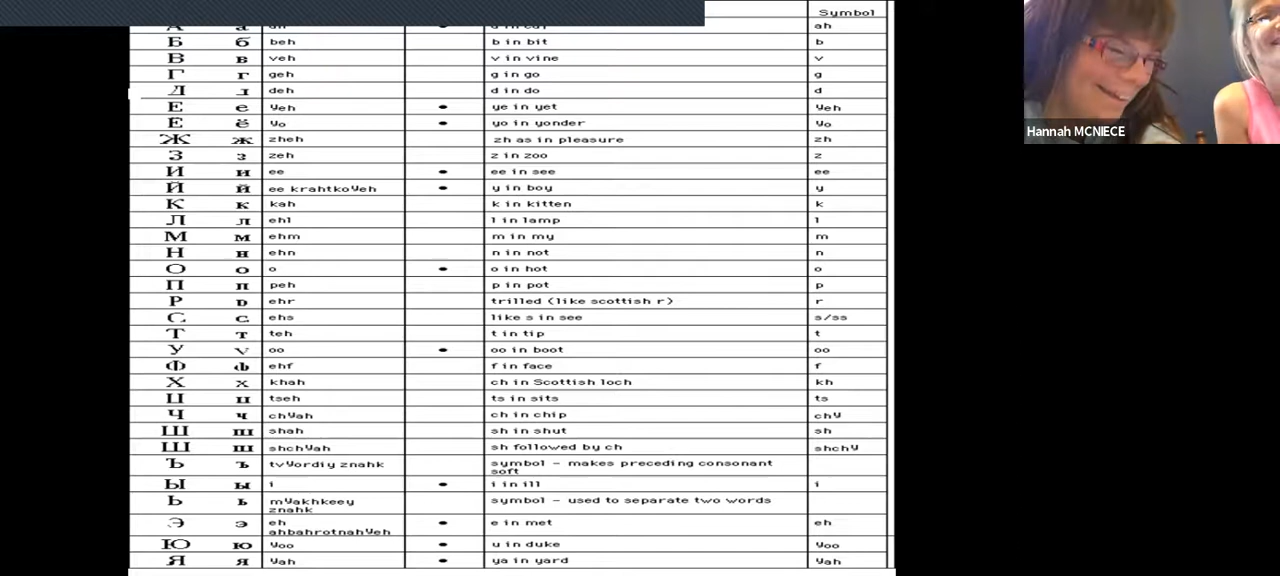 Symbol
ah
Б б beh b in bit b
В в veh v in vine v
Г г geh g in go g
Д д deh d in do d
Е е yeh • ye in yet yeh
Е ё yo • yo in yonder yo
Ж ж zheh zh as in pleasure zh
З з zeh z in zoo z
И и ee • ee in see ee
Й й ee krahtkoyeh • y in boy y
К к kah k in kitten k
Л л ehl l in lamp l
М м ehm m in my m
Н н ehn n in not n
О о o • o in hot o
П п peh p in pot p
Р р ehr trilled (like scottish r) r
С с ehs like s in see s/ss
Т т teh t in tip t
У у oo • oo in boot oo
Ф ф ehf f in face f
Х х khah ch in Scottish loch kh
Ц ц tseh ts in sits ts
Ч ч chyah ch in chip chy
Ш ш shah sh in shut sh
Щ щ shchyah sh followed by ch shchy
Ъ ъ tvyordiy znahk symbol - makes preceding consonant
soft
Ы ы i • i in ill i
Ь ь myakhkeey symbol - used to separate two words
znahk
Э э eh • e in met eh
ahbahrotnahyeh
Ю ю yoo • u in duke yoo
Я я yah • ya in yard yah
Hannah MCNIECE